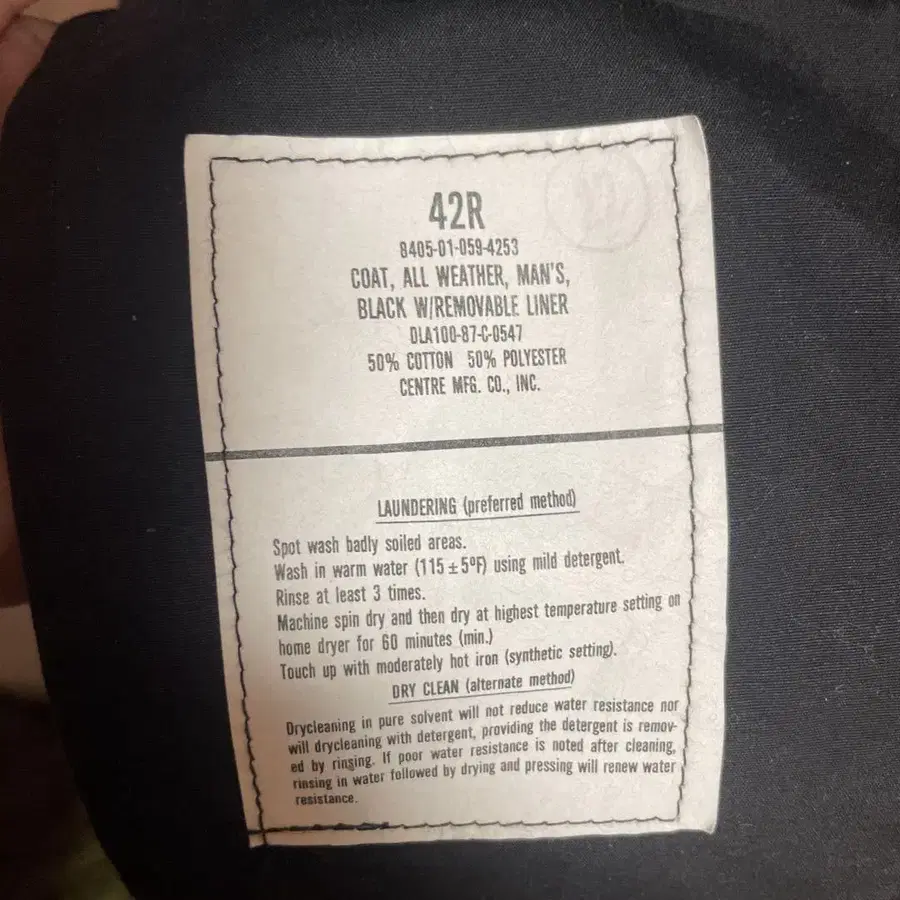 42R
8405-01-059-4253
COAT, ALL WEATHER, MAN'S,
BLACK W/REMOVABLE LINER
DLA100-87-C-0547
50% COTTON 50% POLYESTER
CENTRE MFG. CO., INC.
LAUNDERING (preferred method)
Spot wash badly soiled areas.
Wash in warm water (115±5°F) using mild detergent.
Rinse at least 3 times.
Machine spin dry and then dry at highest temperature setting on
home dryer for 60 minutes (min.)
Touch up with moderately hot iron (synthetic setting).
DRY CLEAN (alternate method)
Drycleaning in pure solvent will not reduce water resistance nor
will drycleaning with detergent, providing the detergent is remov-
ed by rinsing. If poor water resistance is noted after cleaning,
rinsing in water followed by drying and pressing will renew water
resistance.